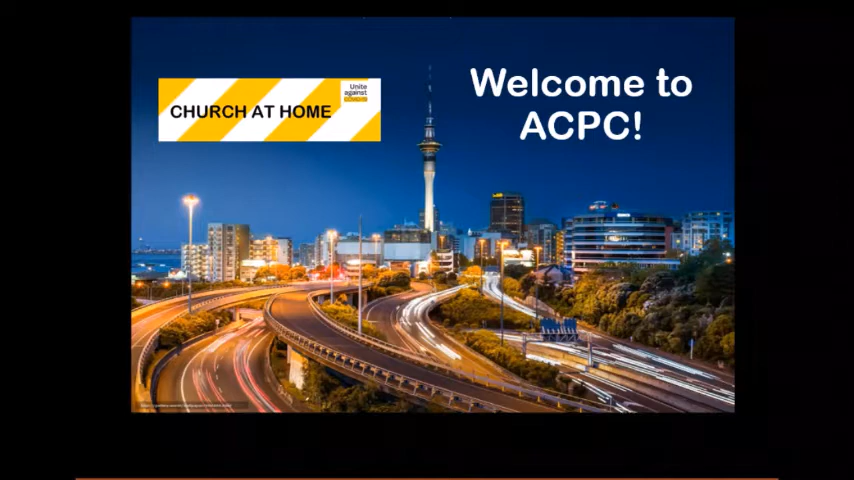 Welcome to
ACPC!
CHURCH AT HOME
Unite
against
COVID-19